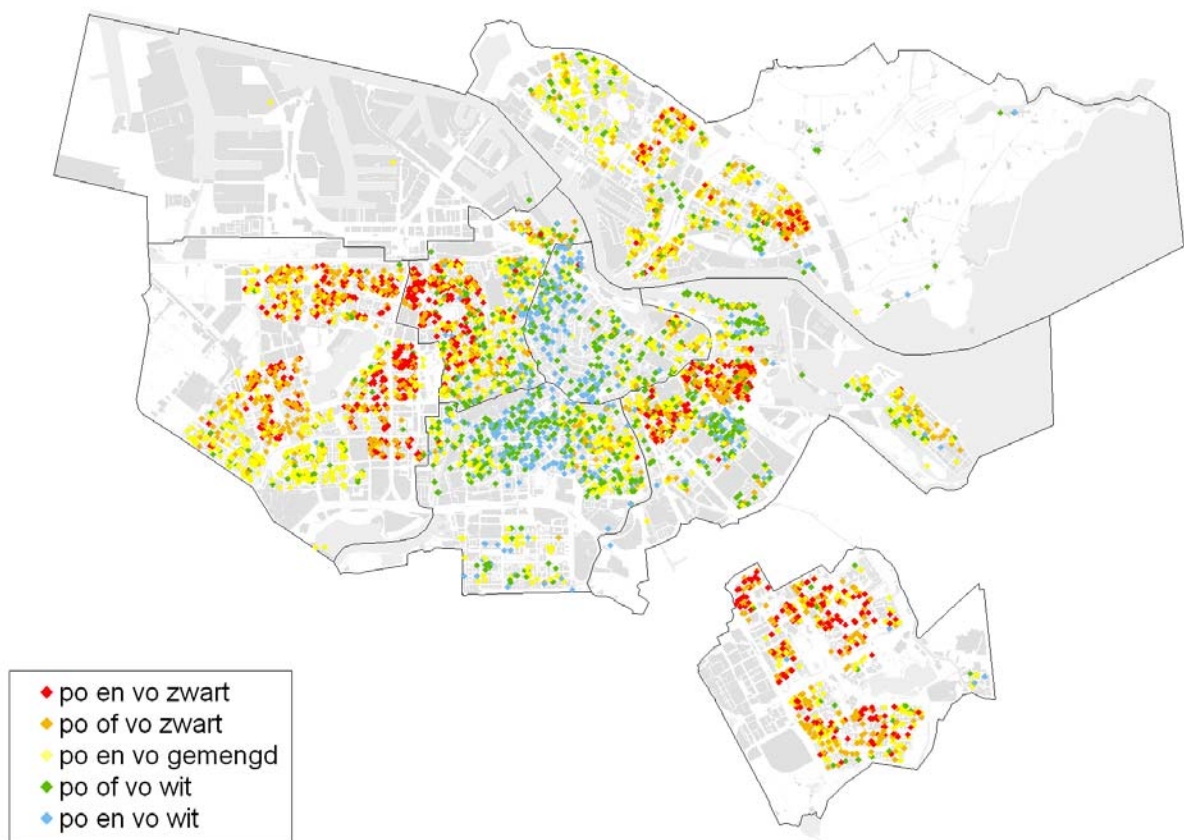 po en vo zwart
po of vo zwart
po en vo gemengd
po of vo wit
po en vo wit